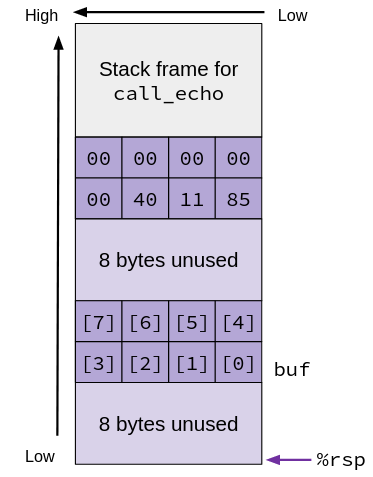 High
Low
Stack frame for
call_echo
00 00 00 00
00 40 11 85
8 bytes unused
[7] [6] [5] [4]
[3] [2] [1] [0]
buf
8 bytes unused
Low
%rsp